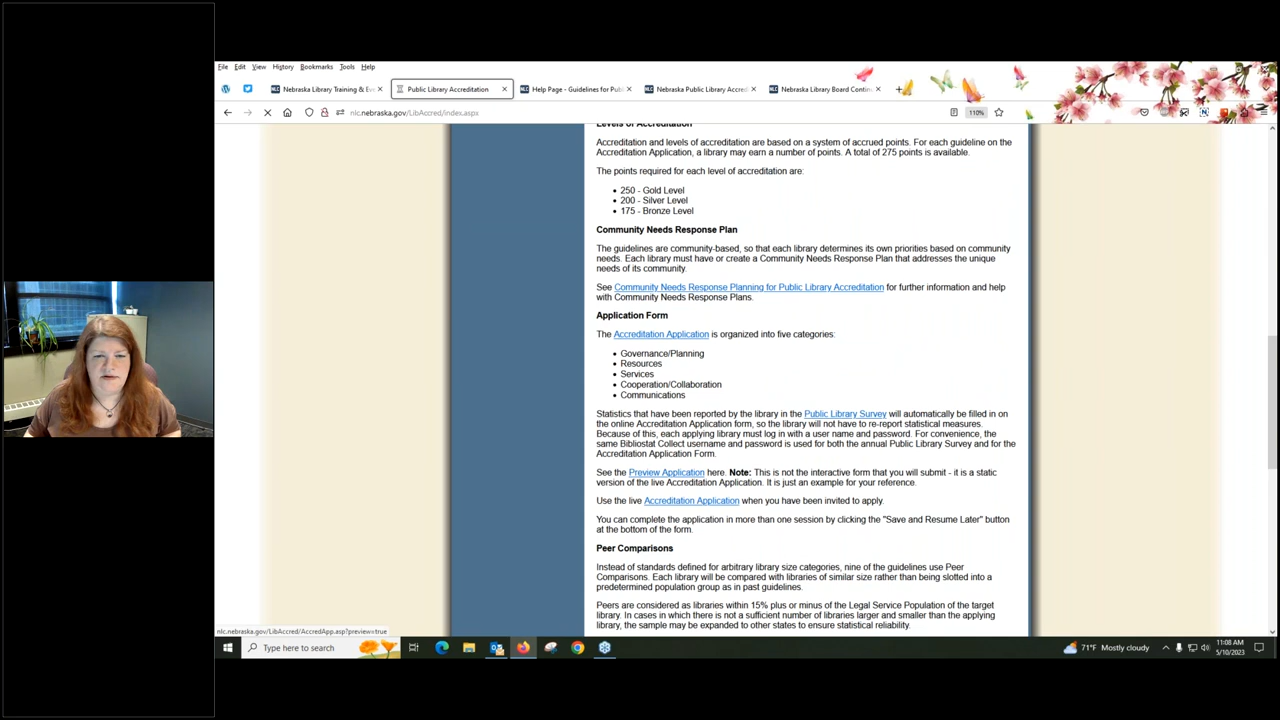 File Edit View History Bookmarks Tools Help
Nebraska Library Training & Eve
Public Library Accreditation
Help Page - Guidelines for Publ
Nebraska Public Library Accred
Nebraska Library Board Contin
nlc.nebraska.gov/LibAccred/index.aspx
110%
Levels of Accreditation
Accreditation and levels of accreditation are based on a system of accrued points. For each guideline on the
Accreditation Application, a library may earn a number of points. A total of 275 points is available.
The points required for each level of accreditation are:
• 250 - Gold Level
• 200 - Silver Level
• 175 - Bronze Level
Community Needs Response Plan
The guidelines are community-based, so that each library determines its own priorities based on community
needs. Each library must have or create a Community Needs Response Plan that addresses the unique
needs of its community.
See Community Needs Response Planning for Public Library Accreditation for further information and help
with Community Needs Response Plans.
Application Form
The Accreditation Application is organized into five categories:
• Governance/Planning
• Resources
• Services
• Cooperation/Collaboration
• Communications
Statistics that have been reported by the library in the Public Library Survey will automatically be filled in on
the online Accreditation Application form, so the library will not have to re-report statistical measures.
Because of this, each applying library must log in with a user name and password. For convenience, the
same Bibliostat Collect username and password is used for both the annual Public Library Survey and for the
Accreditation Application Form.
See the Preview Application here. Note: This is not the interactive form that you will submit - it is a static
version of the live Accreditation Application. It is just an example for your reference.
Use the live Accreditation Application when you have been invited to apply.
You can complete the application in more than one session by clicking the "Save and Resume Later" button
at the bottom of the form.
Peer Comparisons
Instead of standards defined for arbitrary library size categories, nine of the guidelines use Peer
Comparisons. Each library will be compared with libraries of similar size rather than being slotted into a
predetermined population group as in past guidelines.
Peers are considered as libraries within 15% plus or minus of the Legal Service Population of the target
library. In cases in which there is not a sufficient number of libraries larger and smaller than the applying
library, the sample may be expanded to other states to ensure statistical reliability.
nlc.nebraska.gov/LibAccred/AccredApp.asp?preview=true
Type here to search
71°F Mostly cloudy
11:08 AM
5/10/2023